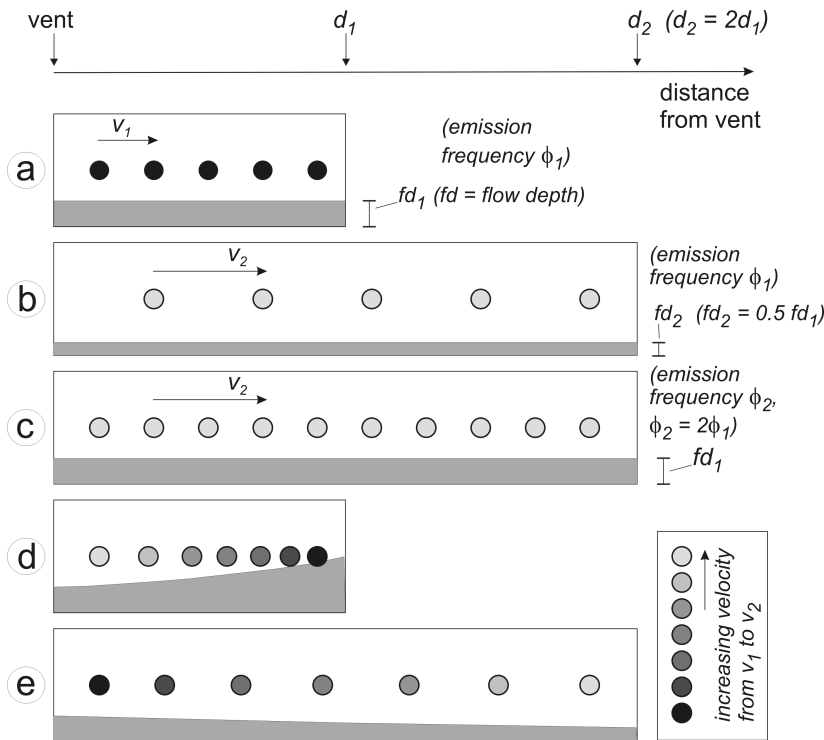 vent
d1
d2 (d2 = 2d1)
distance
from vent
a
v1
(emission
frequency ϕ1)
fd1 (fd = flow depth)
b
v2
(emission
frequency ϕ1)
fd2 (fd2 = 0.5 fd1)
c
v2
(emission
frequency ϕ2,
ϕ2 = 2ϕ1)
fd1
d
e
increasing velocity
from v1 to v2